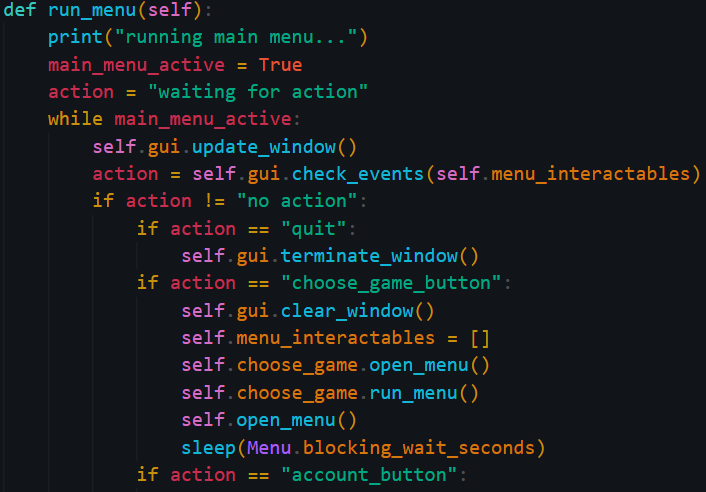 def run_menu(self):
    print("running main menu...")
    main_menu_active = True
    action = "waiting for action"
    while main_menu_active:
        self.gui.update_window()
        action = self.gui.check_events(self.menu_interactables)
        if action != "no action":
            if action == "quit":
                self.gui.terminate_window()
            if action == "choose_game_button":
                self.gui.clear_window()
                self.menu_interactables = []
                self.choose_game.open_menu()
                self.choose_game.run_menu()
                self.open_menu()
                sleep(Menu.blocking_wait_seconds)
            if action == "account_button":